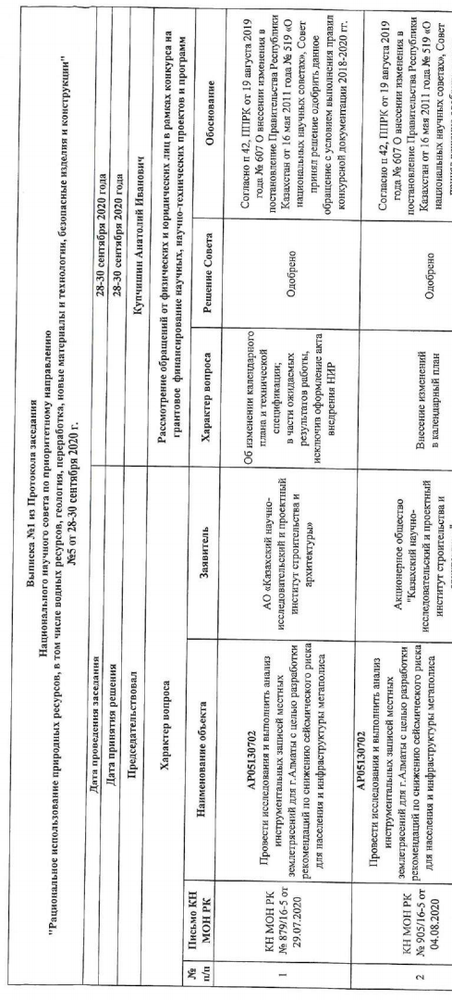 Выписка №1 из Протокола заседания
Национального научного совета по приоритетному направлению
"Рациональное использование природных ресурсов, в том числе водных ресурсов, геология, переработка, новые материалы и технологии, безопасные изделия и конструкции"
№5 от 28-30 сентября 2020 г.
Дата проведения заседания
28-30 сентября 2020 года
Дата принятия решения
28-30 сентября 2020 года
Председательствовал
Купчишин Анатолий Иванович
Характер вопроса
Рассмотрение обращений от физических и юридических лиц в рамках конкурса на
грантовое финансирование научных, научно-технических проектов и программ
№
п/п
Письмо КН
МОН РК
Наименование объекта
Заявитель
Характер вопроса
Решение Совета
Обоснование
1
КН МОН РК
№ 879/16-5 от
29.07.2020
AP05130702
Провести исследования и выполнить анализ
инструментальных записей местных
землетрясений для г.Алматы с целью разработки
рекомендаций по снижению сейсмического риска
для населения и инфраструктуры мегаполиса
АО «Казахский научно-
исследовательский и проектный
институт строительства и
архитектуры»
Об изменении календарного
плана и технической
спецификации;
в части ожидаемых
результатов работы,
исключив оформление акта
внедрения НИР
Одобрено
Согласно п 42, ППРК от 19 августа 2019
года № 607 О внесении изменения в
постановление Правительства Республики
Казахстан от 16 мая 2011 года № 519 «О
национальных научных советах», Совет
принял решение одобрить данное
обращение с условием выполнения правил
конкурсной документации 2018-2020 гг.
2
КН МОН РК
№ 905/16-5 от
04.08.2020
AP05130702
Провести исследования и выполнить анализ
инструментальных записей местных
землетрясений для г.Алматы с целью разработки
рекомендаций по снижению сейсмического риска
для населения и инфраструктуры мегаполиса
Акционерное общество
"Казахский научно-
исследовательский и проектный
институт строительства и
Внесение изменений
в календарный план
Одобрено
Согласно п 42, ППРК от 19 августа 2019
года № 607 О внесении изменения в
постановление Правительства Республики
Казахстан от 16 мая 2011 года № 519 «О
национальных научных советах», Совет